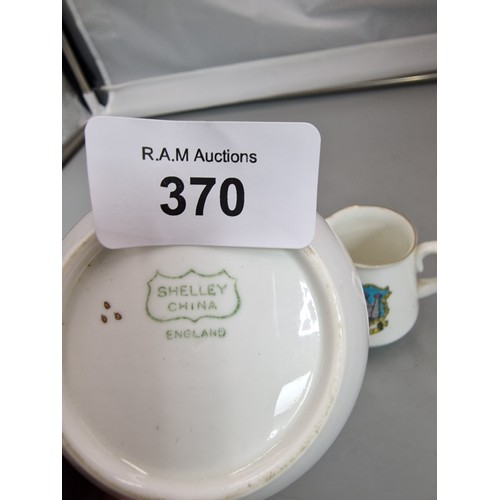 R.A.M Auctions
370
SHELLEY
CHINA
ENGLAND